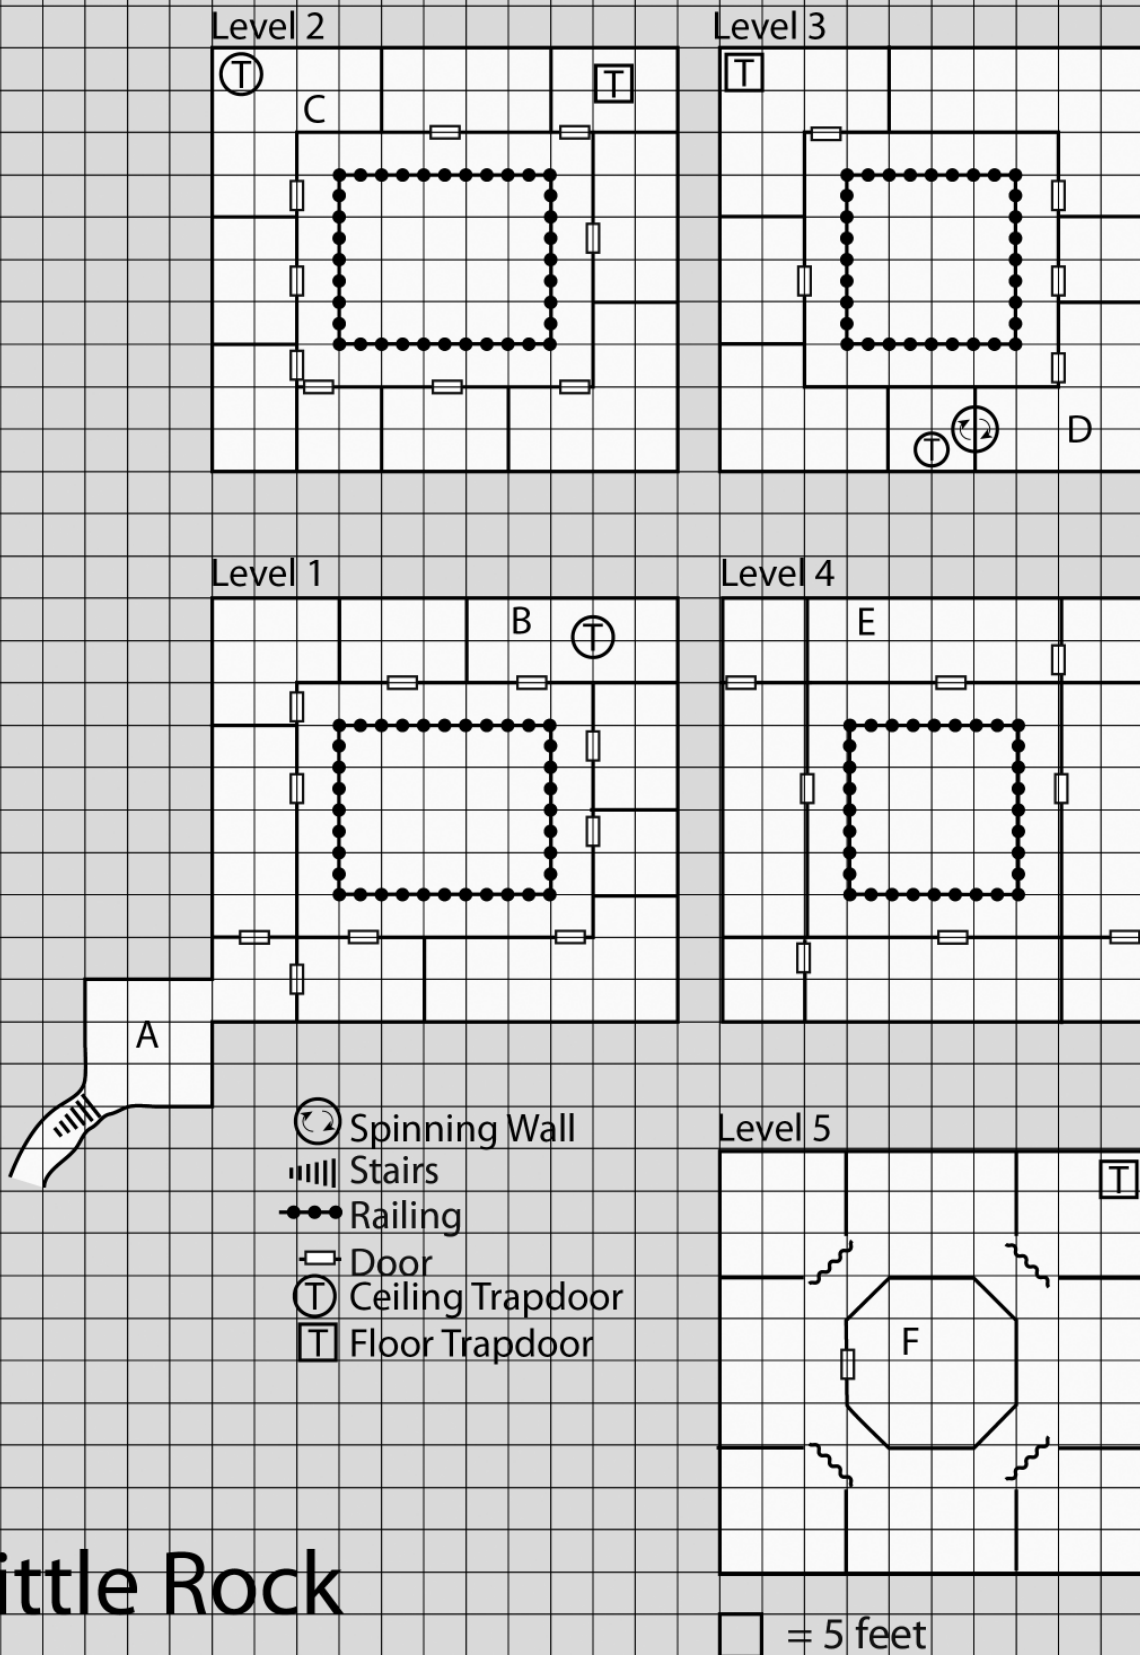 Level 2
Level 3
T
T
T
C
T
D
Level 1
Level 4
B
T
E
A
Level 5
Spinning Wall
T
Stairs
Railing
Door
T Ceiling Trapdoor
T Floor Trapdoor
F
ittle Rock
= 5 feet